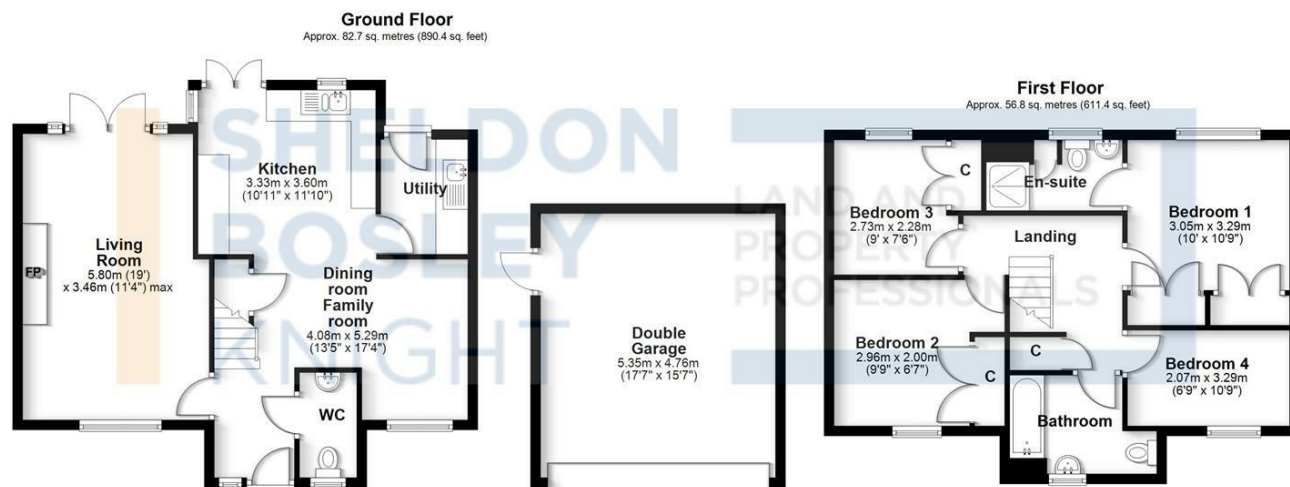 Ground Floor
Approx. 82.7 sq. metres (890.4 sq. feet)
Kitchen
3.33m x 3.60m
(10'11" x 11'10")
Utility
Living
Room
5.80m (19')
x 3.46m (11'4") max
FP
Dining
room
Family
room
4.08m x 5.29m
(13'5" x 17'4")
WC
Double
Garage
5.35m x 4.76m
(17'7" x 15'7")
First Floor
Approx. 56.8 sq. metres (611.4 sq. feet)
C
En-suite
Bedroom 3
2.73m x 2.28m
(9' x 7'6")
Landing
Bedroom 1
3.05m x 3.29m
(10' x 10'9")
Bedroom 2
2.96m x 2.00m
(9'9" x 6'7")
C
C
Bedroom 4
2.07m x 3.29m
(6'9" x 10'9")
Bathroom
SHELDON
BOSLEY
KNIGHT
LAND AND
PROPERTY
PROFESSIONALS